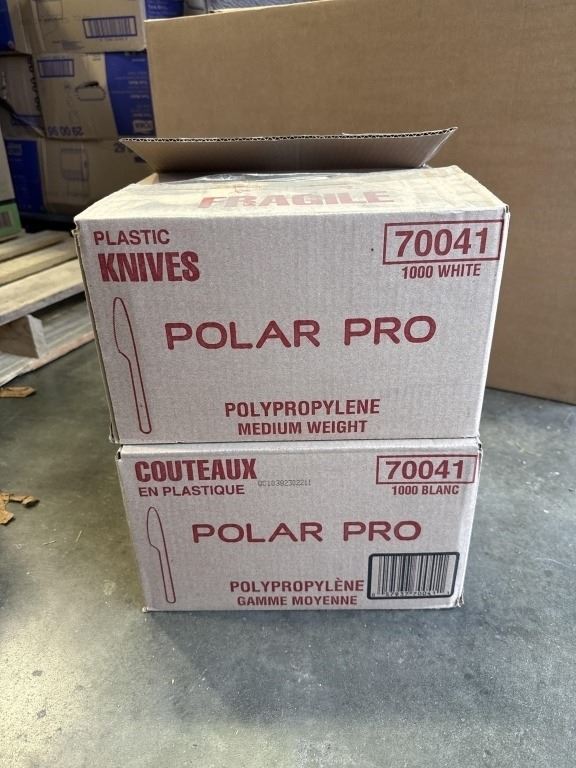 FRAGILE
PLASTIC
KNIVES
70041
1000 WHITE
POLAR PRO
POLYPROPYLENE
MEDIUM WEIGHT
COUTEAUX
EN PLASTIQUE
70041
1000 BLANC
POLAR PRO
POLYPROPYLÈNE
GAMME MOYENNE